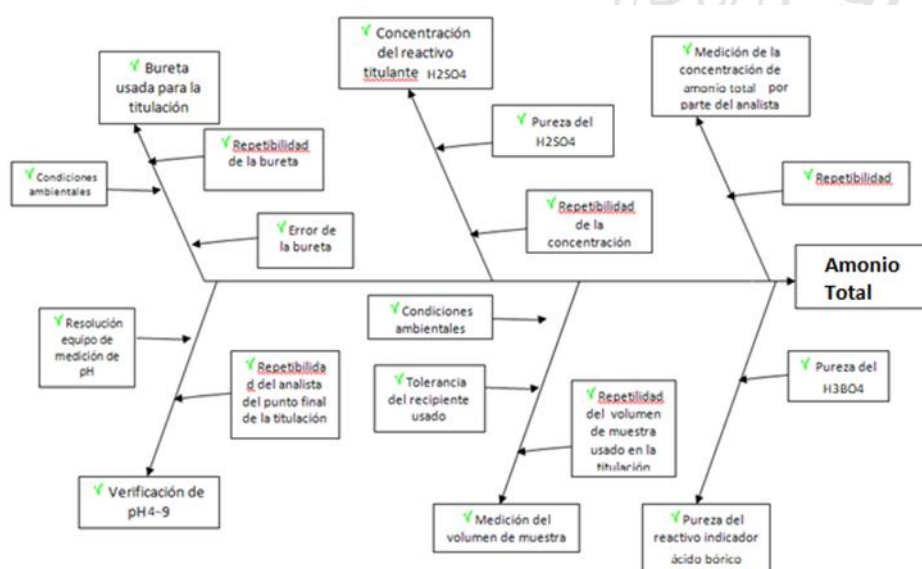 √ Concentración
del reactivo
titulante H2SO4
√ Medición de la
concentración de
amonio total por
parte del analista
√ Bureta
usada para la
titulación
√ Pureza del
H2SO4
√ Repetibilidad
de la bureta
√ Condiciones
ambientales
√ Repetibilidad
√ Repetibilidad
de la
concentración
√ Error de
la bureta
Amonio
Total
√ Condiciones
ambientales
√ Resolución
equipo de
medición de
pH
√ Repetibilida
d del analista
del punto final
de la titulación
√ Tolerancia
del recipiente
usado
√ Pureza del
H3BO4
√ Repetilidad
del volumen
de muestra
usado en la
titulación
√ Verificación de
pH4-9
√ Medición del
volumen de muestra
√ Pureza del
reactivo indicador
ácido bórico